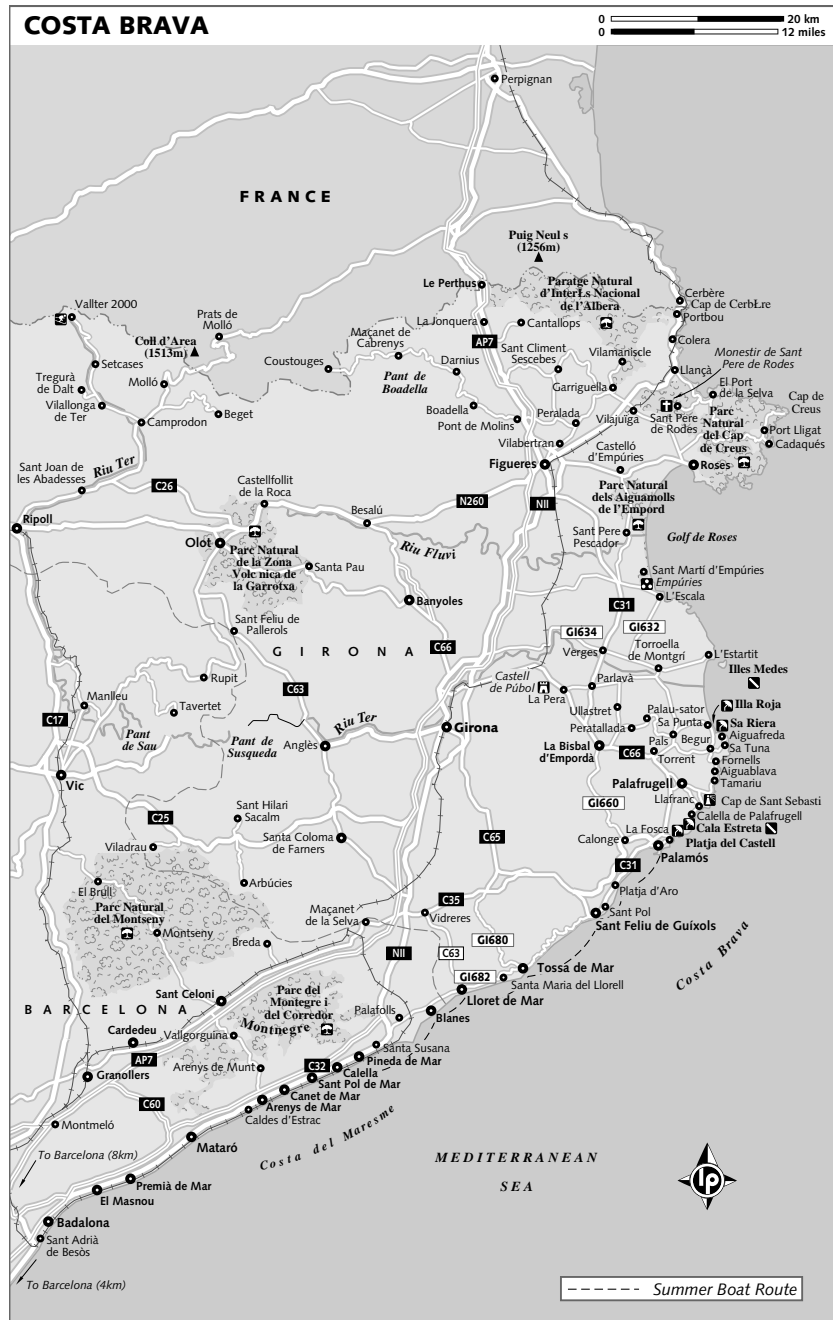 COSTA BRAVA
0 20 km
0 12 miles
Perpignan
FRANCE
Puig Neul s
(1256m)
Le Perthus
Paratge Natural
d'InterŁs Nacional
de l'Albera
Cerbère
Cap de CerbŁre
Portbou
Vallter 2000
Prats de
Molló
Coll d'Area
(1513m)
La Jonquera
Cantallops
Colera
Maçanet de
Cabrenys
AP7
Sant Climent
Sescebes
Vilamaniscle
Monestir de Sant
Pere de Rodes
Setcases
Coustouges
Darnius
Llançà
Tregurà
de Dalt
Molló
Pant de
Boadella
Garriguella
El Port
de la Selva
Cap de
Creus
Vilallonga
de Ter
Beget
Boadella
Peralada
Vilajuïga
Sant Pere
de Rodes
Parc
Natural
del Cap
de Creus
Port Lligat
Cadaqués
Camprodon
Pont de Molins
Vilabertran
Castelló
d'Empúries
Figueres
Roses
Sant Joan de
les Abadesses
Riu Ter
C26
Castellfollit
de la Roca
N260
NII
Parc Natural
dels Aiguamolls
de l'Empord
Ripoll
Besalú
Golf de Roses
Olot
Parc Natural
de la Zona
Volc nica de
la Garrotxa
Riu Fluvi
Sant Pere
Pescador
Santa Pau
Sant Martí d'Empúries
Empúries
L'Escala
Banyoles
C31
Sant Feliu de
Pallerols
GI632
GI634
GIRONA
C66
Verges
Torroella
de Montgrí
L'Estartit
Illes Medes
Rupit
C63
Castell
de Púbol
Parlavà
Illa Roja
Manlleu
Tavertet
La Pera
Ullastret
Palau-sator
Sa Punta
Sa Riera
C17
Pant
de Sau
Pant de
Susqueda
Riu Ter
Girona
Peratallada
Pals
Begur
Aiguafreda
Sa Tuna
Anglès
La Bisbal
d'Empordà
C66
Torrent
Fornells
Aiguablava
Tamariu
Vic
Palafrugell
Llafranc
Cap de Sant Sebasti
Calella de Palafrugell
C25
Sant Hilari
Sacalm
GI660
La Fosca
Cala Estreta
Platja del Castell
Viladrau
Santa Coloma
de Farners
C65
Calonge
Palamós
C31
El Brull
Arbúcies
Platja d'Aro
Parc Natural
del Montseny
Maçanet
de la Selva
C35
Vidreres
Sant Pol
Sant Feliu de Guíxols
Montseny
Breda
NII
C63
GI680
Costa Brava
GI682
Tossa de Mar
Santa Maria del Llorell
Sant Celoni
Parc del
Montegre i
del Corredor
Montnegre
Lloret de Mar
BARCELONA
Palafolls
Blanes
Cardedeu
Vallgorguina
AP7
Santa Susana
Pineda de Mar
Arenys de Munt
C32
Calella
Granollers
Sant Pol de Mar
Canet de Mar
C60
Arenys de Mar
Caldes d'Estrac
Montmeló
Costa del Maresme
Mataró
To Barcelona (8km)
MEDITERRANEAN
SEA
Premià de Mar
El Masnou
lp
Badalona
Sant Adrià
de Besòs
To Barcelona (4km)
Summer Boat Route